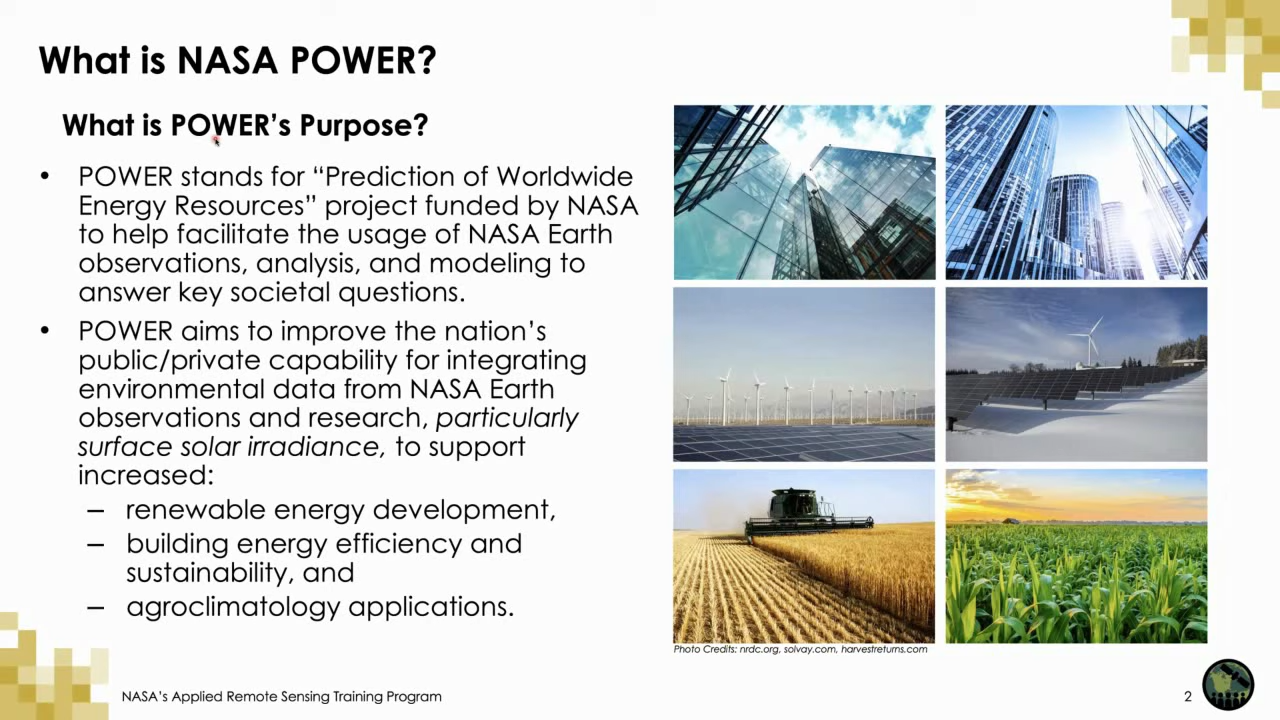 What is NASA POWER?
What is POWER’s Purpose?
• POWER stands for “Prediction of Worldwide
Energy Resources” project funded by NASA
to help facilitate the usage of NASA Earth
observations, analysis, and modeling to
answer key societal questions.
• POWER aims to improve the nation’s
public/private capability for integrating
environmental data from NASA Earth
observations and research, particularly
surface solar irradiance, to support
increased:
– renewable energy development,
– building energy efficiency and
sustainability, and
– agroclimatology applications.
Photo Credits: nrdc.org, solvay.com, harvestreturns.com
NASA’s Applied Remote Sensing Training Program
2